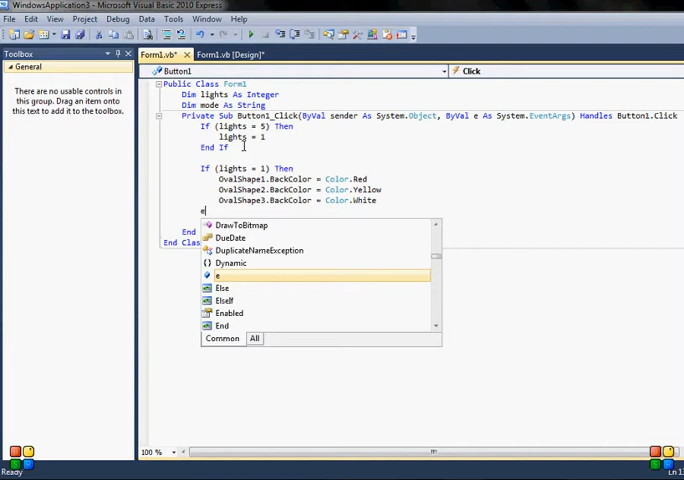 WindowsApplication3 - Microsoft Visual Basic 2010 Express
File Edit View Project Debug Data Tools Window Help
Toolbox
General
There are no usable controls in
this group. Drag an item onto
this text to add it to the toolbox.
Form1.vb* Form1.vb [Design]*
Button1 Click
Public Class Form1
Dim lights As Integer
Dim mode As String
Private Sub Button1_Click(ByVal sender As System.Object, ByVal e As System.EventArgs) Handles Button1.Click
If (lights = 5) Then
lights = 1
End If
If (lights = 1) Then
OvalShape1.BackColor = Color.Red
OvalShape2.BackColor = Color.Yellow
OvalShape3.BackColor = Color.White
e
End
End Clas
DrawToBitmap
DueDate
DuplicateNameException
{} Dynamic
e
Else
ElseIf
Enabled
End
Common All
100 %
Ready
Ln 13